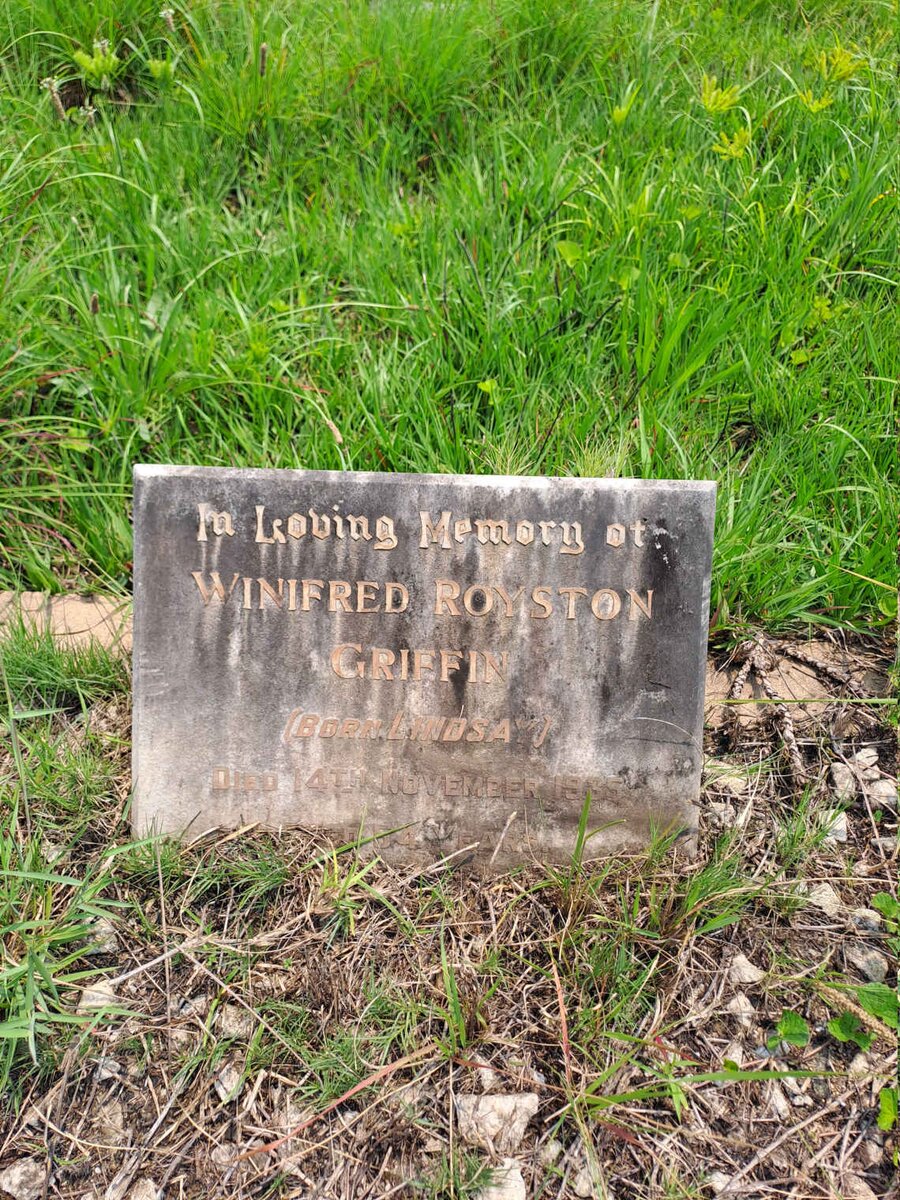 In Loving Memory of
WINIFRED ROYSTON
GRIFFIN
(BORN LINDSAY)
DIED 14TH NOVEMBER